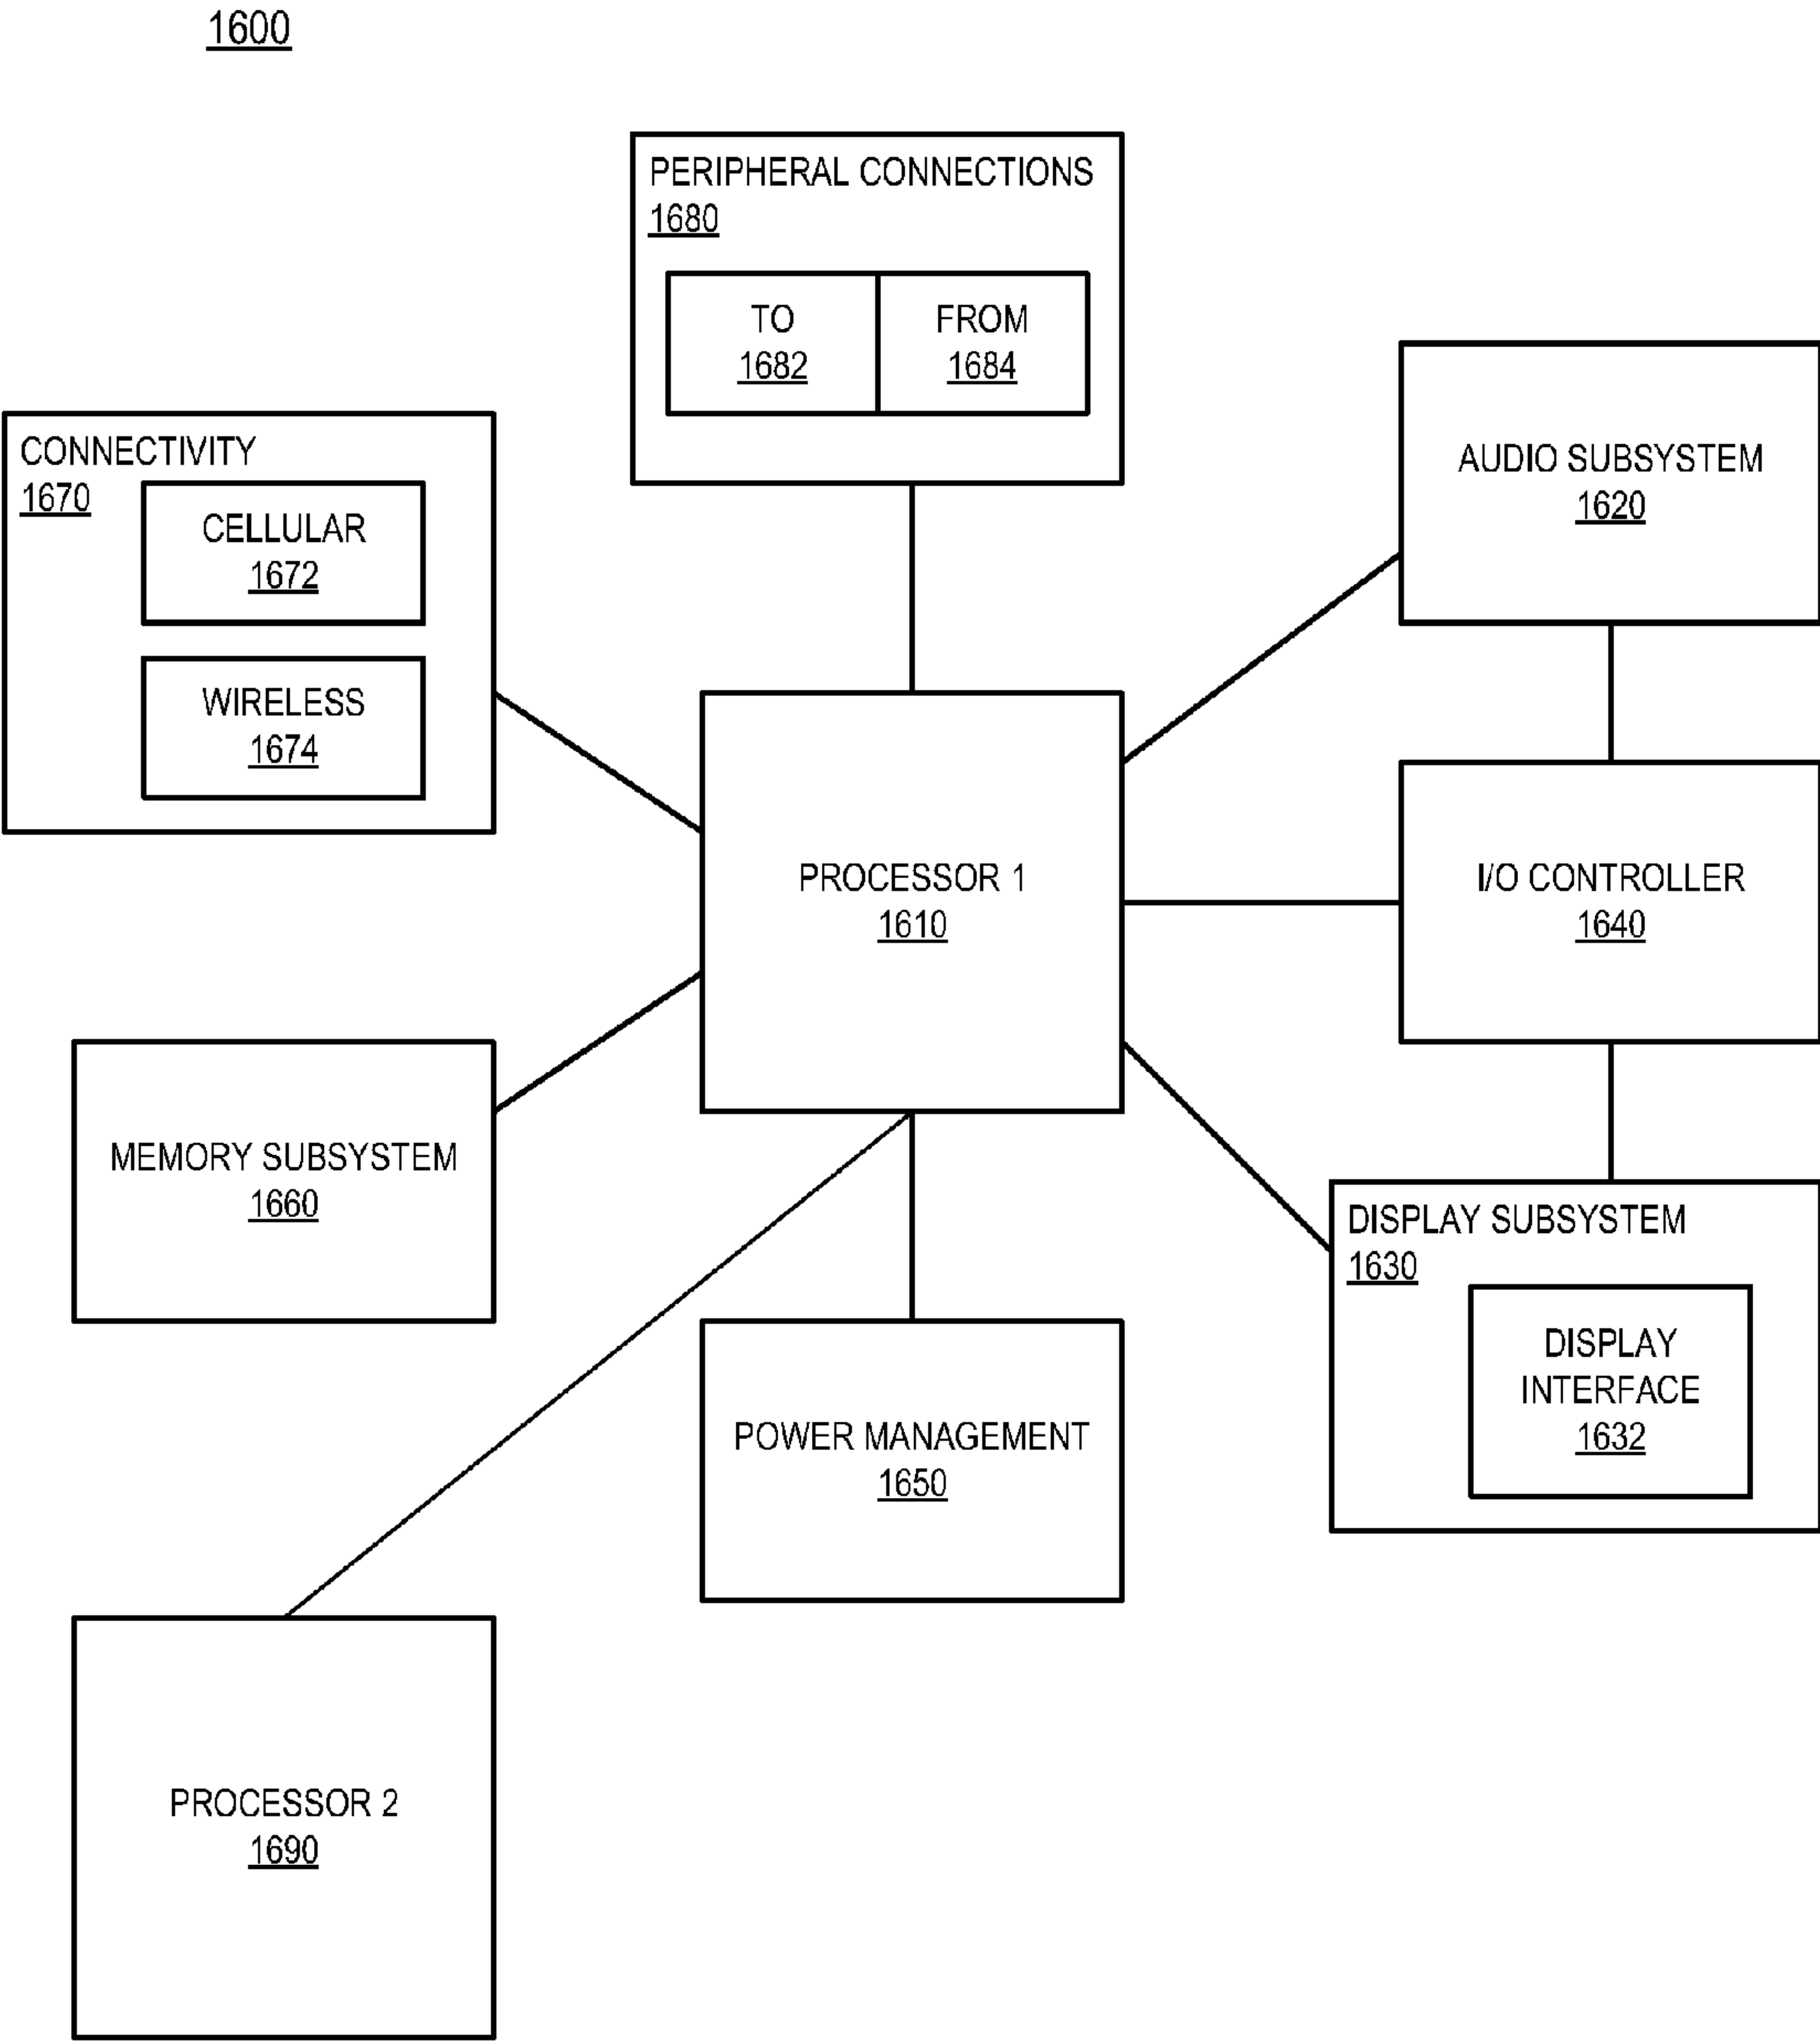 1600
PERIPHERAL CONNECTIONS
1680
TO
1682
FROM
1684
CONNECTIVITY
1670
CELLULAR
1672
WIRELESS
1674
AUDIO SUBSYSTEM
1620
PROCESSOR 1
1610
I/O CONTROLLER
1640
MEMORY SUBSYSTEM
1660
DISPLAY SUBSYSTEM
1630
DISPLAY
INTERFACE
1632
POWER MANAGEMENT
1650
PROCESSOR 2
1690